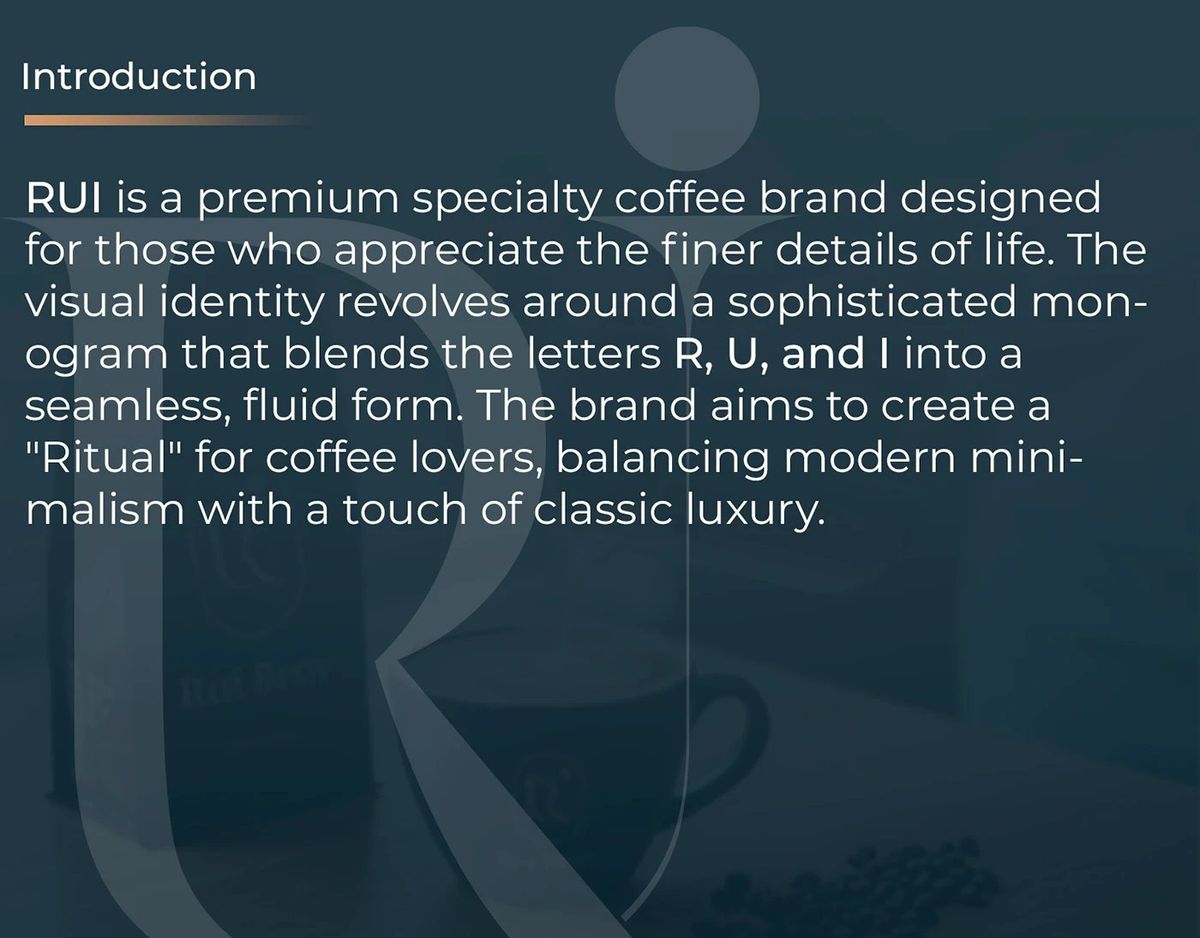 Introduction
RUI is a premium specialty coffee brand designed
for those who appreciate the finer details of life. The
visual identity revolves around a sophisticated mon-
ogram that blends the letters R, U, and I into a
seamless, fluid form. The brand aims to create a
"Ritual" for coffee lovers, balancing modern mini-
malism with a touch of classic luxury.